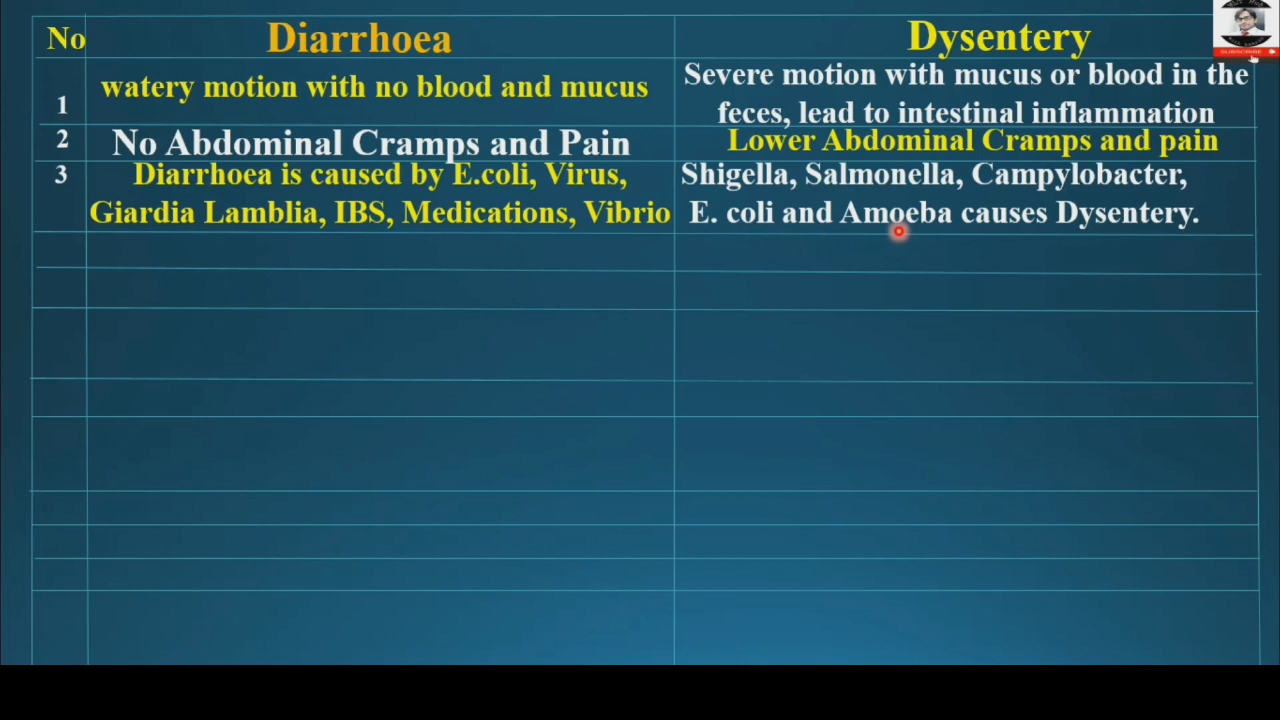 No Diarrhoea Dysentery
1 watery motion with no blood and mucus
Severe motion with mucus or blood in the
feces, lead to intestinal inflammation
2 No Abdominal Cramps and Pain
Lower Abdominal Cramps and pain
3 Diarrhoea is caused by E.coli, Virus,
Giardia Lamblia, IBS, Medications, Vibrio
Shigella, Salmonella, Campylobacter,
E. coli and Amoeba causes Dysentery.
SUBSCRIBE